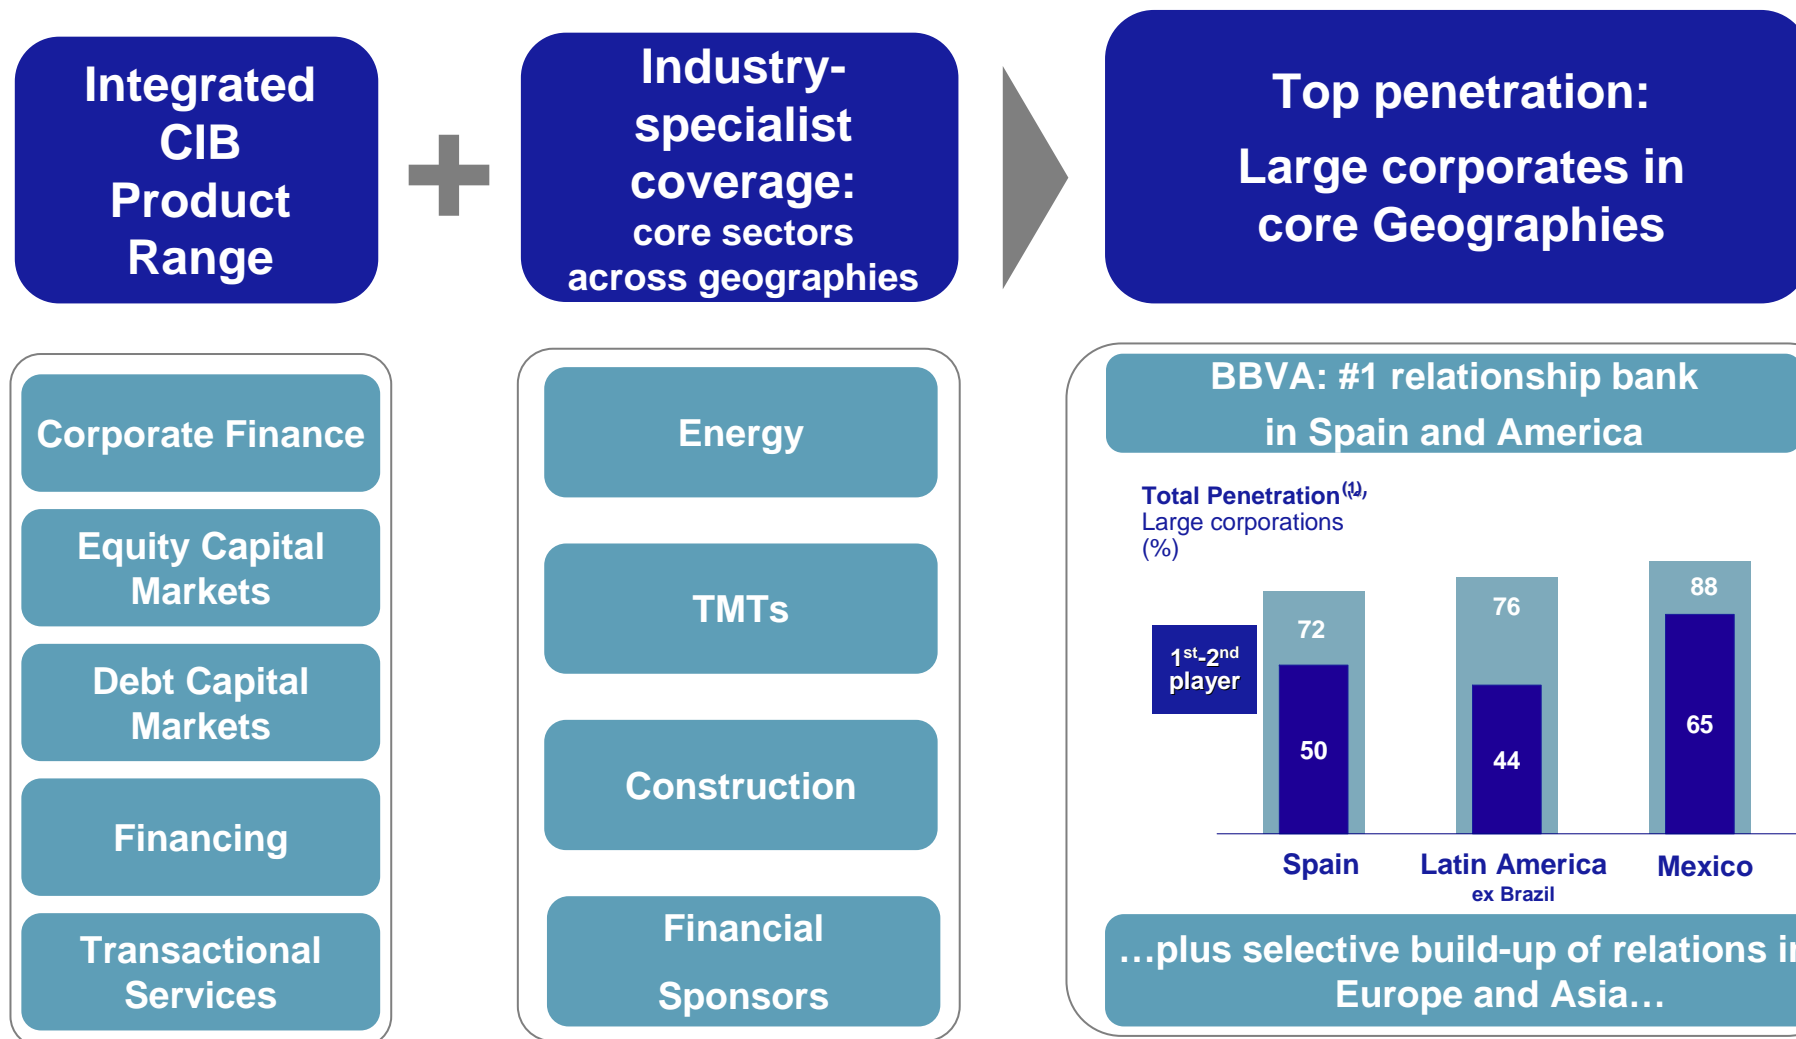 Integrated
CIB
Product
Range
Industry-
specialist
coverage:
core sectors
across geographies
Top penetration:
Large corporates in
core Geographies
Corporate Finance
Equity Capital
Markets
Debt Capital
Markets
Financing
Transactional
Services
Energy
TMTs
Construction
Financial
Sponsors
BBVA: #1 relationship bank
in Spain and America
Total Penetration(1),
Large corporations
(%)
1st-2nd
player
72
50
76
44
88
65
Spain
Latin America
ex Brazil
Mexico
…plus selective build-up of relations in
Europe and Asia…